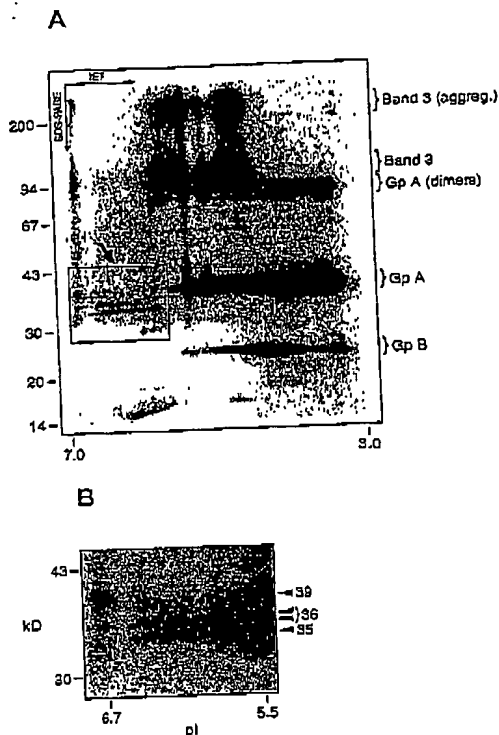 A
IEF
SDS-PAGE
Band 3 (aggreg.)
200
Band 3
94
Gp A (dimers)
67
43
Gp A
30
Gp B
20
14
7.0
3.0
B
43
39
36
kD
35
30
6.7
5.5
pI